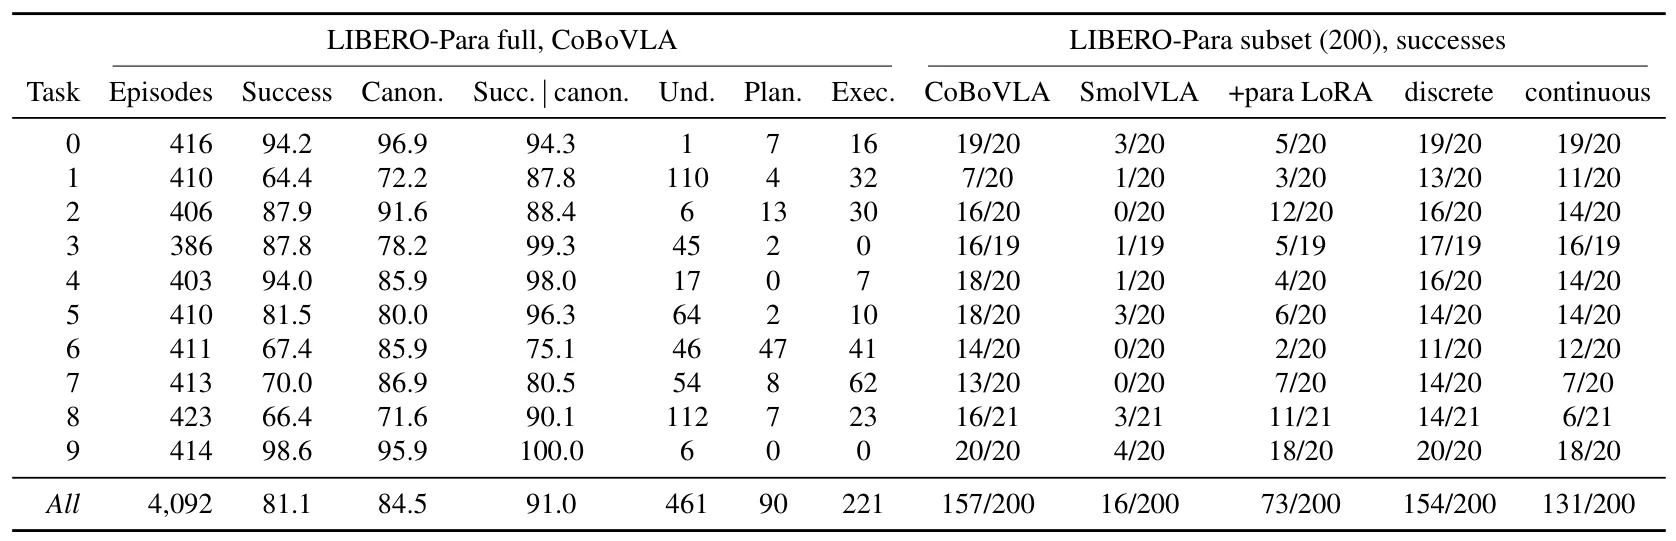 LIBERO-Para full, CoBoVLA LIBERO-Para subset (200), successes
Task Episodes Success Canon. Succ. | canon. Und. Plan. Exec. CoBoVLA SmolVLA +para LoRA discrete continuous
0 416 94.2 96.9 94.3 1 7 16 19/20 3/20 5/20 19/20 19/20
1 410 64.4 72.2 87.8 110 4 32 7/20 1/20 3/20 13/20 11/20
2 406 87.9 91.6 88.4 6 13 30 16/20 0/20 12/20 16/20 14/20
3 386 87.8 78.2 99.3 45 2 0 16/19 1/19 5/19 17/19 16/19
4 403 94.0 85.9 98.0 17 0 7 18/20 1/20 4/20 16/20 14/20
5 410 81.5 80.0 96.3 64 2 10 18/20 3/20 6/20 14/20 14/20
6 411 67.4 85.9 75.1 46 47 41 14/20 0/20 2/20 11/20 12/20
7 413 70.0 86.9 80.5 54 8 62 13/20 0/20 7/20 14/20 7/20
8 423 66.4 71.6 90.1 112 7 23 16/21 3/21 11/21 14/21 6/21
9 414 98.6 95.9 100.0 6 0 0 20/20 4/20 18/20 20/20 18/20
All 4,092 81.1 84.5 91.0 461 90 221 157/200 16/200 73/200 154/200 131/200